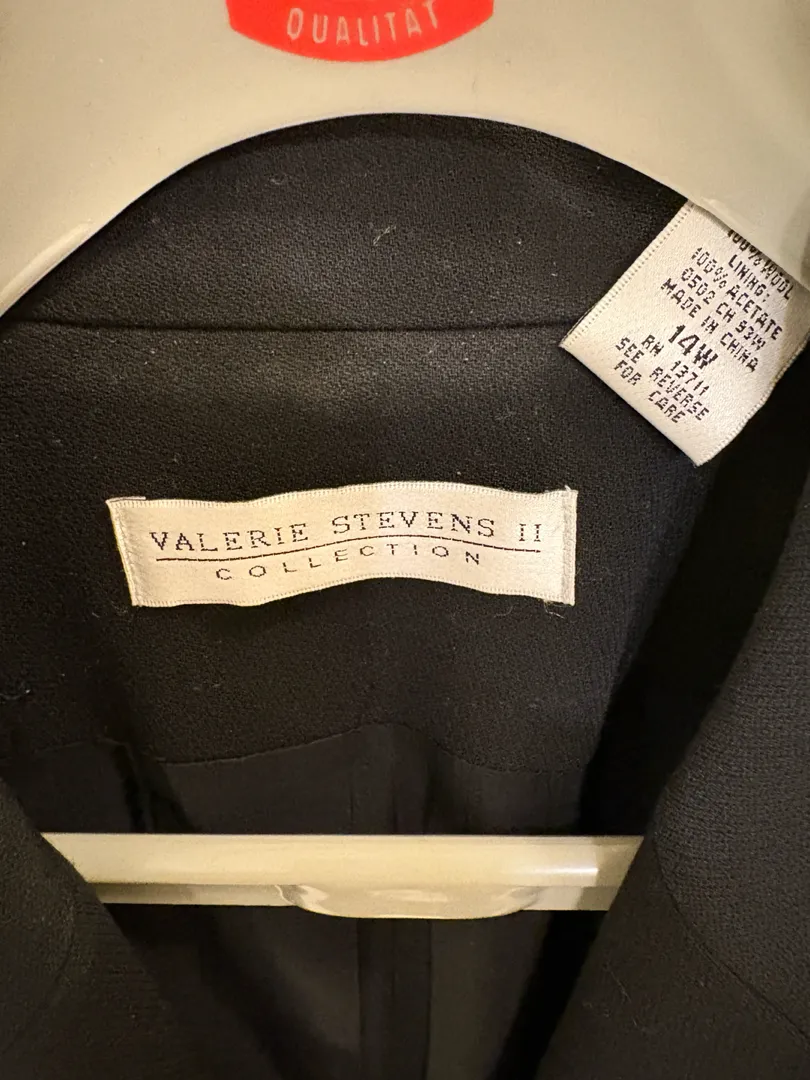 QUALITAT
VALERIE STEVENS II
COLLECTION
100% WOOL
LINING:
100% ACETATE
0502 CH 93W
MADE IN CHINA
14W
RN 13711
SEE REVERSE
FOR CARE